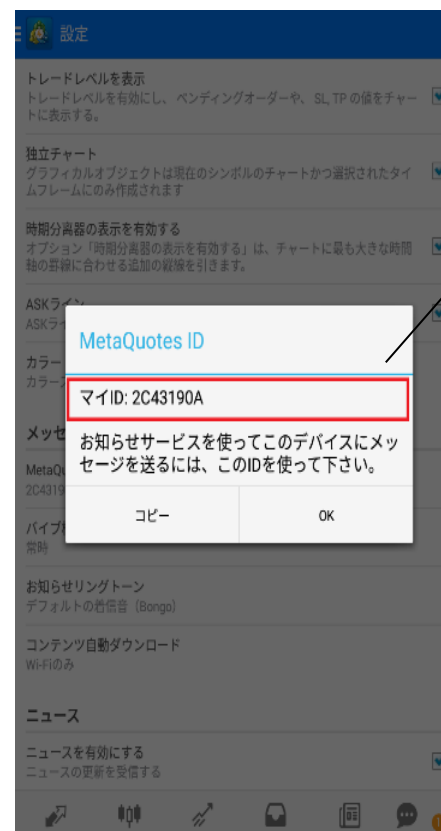 設定
トレードレベルを表示
トレードレベルを有効にし、 ペンディングオーダーや、 SL, TP の値をチャー
トに表示する。
独立チャート
グラフィカルオブジェクトは現在のシンボルのチャートかつ選択されたタイ
ムフレームにのみ作成されます
時期分离器の表示を有効する
オプション「時期分离器の表示を有効する」は、チャートに最も大きな時間
軸の罫線に合わせる追加の縦線を引きます。
ASKライン
ASKラ
カラー
カラー
MetaQuotes ID
マイID: 2C43190A
お知らせサービスを使ってこのデバイスにメッ
セージを送るには、このIDを使って下さい。
コピー
OK
メッセ
MetaQu
2C4319
バイブ
常時
お知らせリングトーン
デフォルトの着信音（Bongo）
コンテンツ自動ダウンロード
Wi-Fiのみ
ニュース
ニュースを有効にする
ニュースの更新を受信する